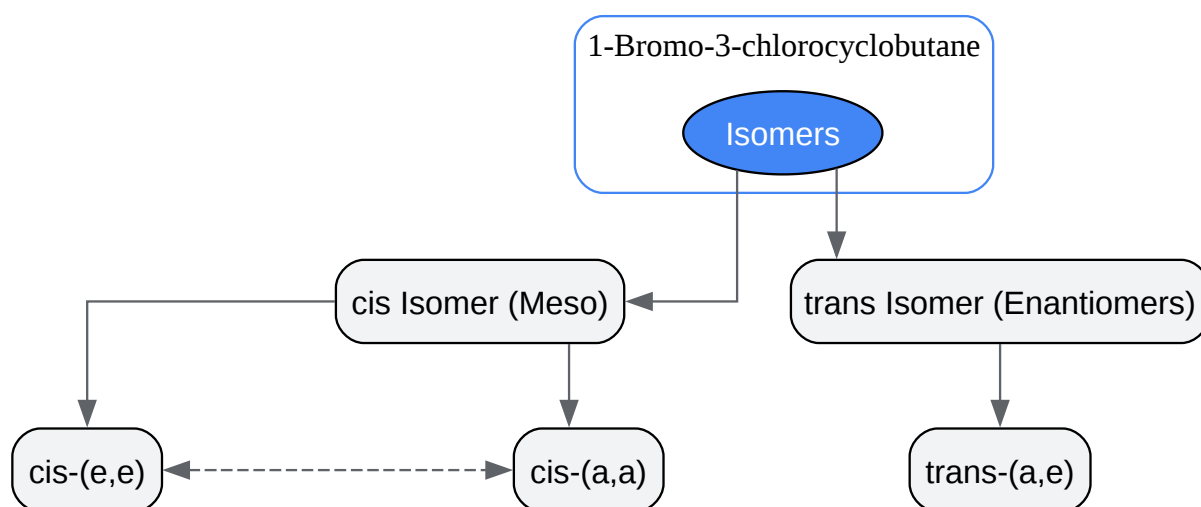 1-Bromo-3-chlorocyclobutane
Isomers
cis Isomer (Meso)
trans Isomer (Enantiomers)
cis-(e,e)
cis-(a,a)
trans-(a,e)